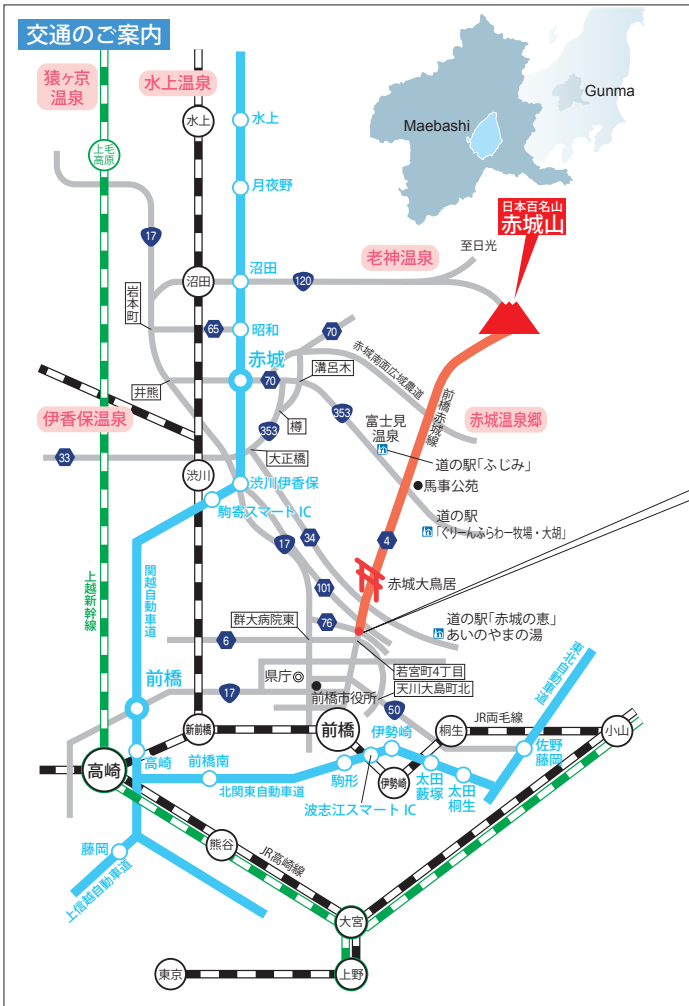 交通のご案内
猿ヶ京
温泉
水上温泉
Gunma
Maebashi
水上
水上
上毛
高原
月夜野
日本百名山
赤城山
17
老神温泉
至日光
沼田
沼田
120
岩本町
65
昭和
70
赤城
溝呂木
赤城南面広域農道
井熊
70
前橋赤城線
伊香保温泉
353
樽
353
富士見
温泉
赤城温泉郷
33
大正橋
道の駅「ふじみ」
渋川
渋川伊香保
馬事公苑
駒寄スマート IC
道の駅
「ぐりーんふらわー牧場・大胡」
17
34
4
上越新幹線
関越自動車道
101
赤城大鳥居
群大病院東
76
道の駅「赤城の恵」
あいのやまの湯
6
若宮町4丁目
県庁
天川大島町北
東北自動車道
前橋
17
前橋市役所
50
新前橋
前橋
伊勢崎
桐生
JR両毛線
小山
高崎
高崎
前橋南
佐野
藤岡
駒形
伊勢崎
太田
藪塚
太田
桐生
北関東自動車道
波志江スマート IC
藤岡
熊谷
JR高崎線
上信越自動車道
大宮
東京
上野